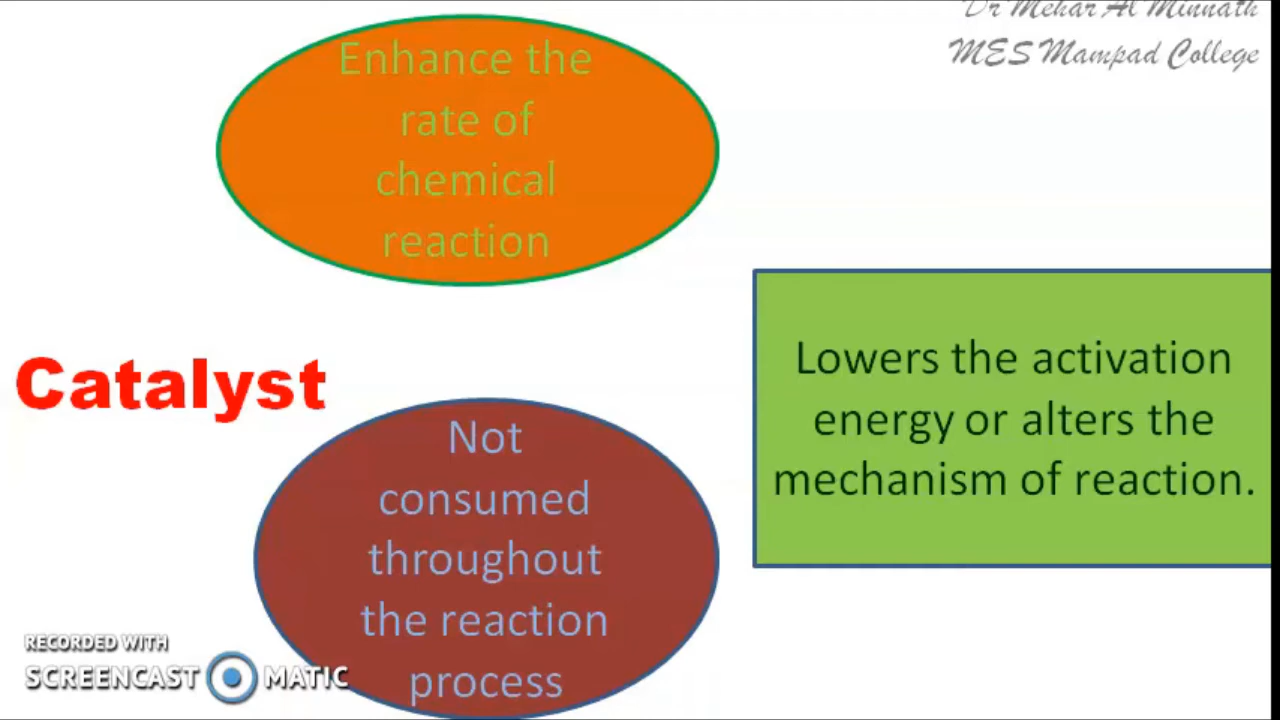 Dr Mehar Al Minnath
MES Mampad College
Enhance the
rate of
chemical
reaction
Lowers the activation
energy or alters the
mechanism of reaction.
Catalyst
Not
consumed
throughout
the reaction
process
RECORDED WITH
SCREENCAST MATIC